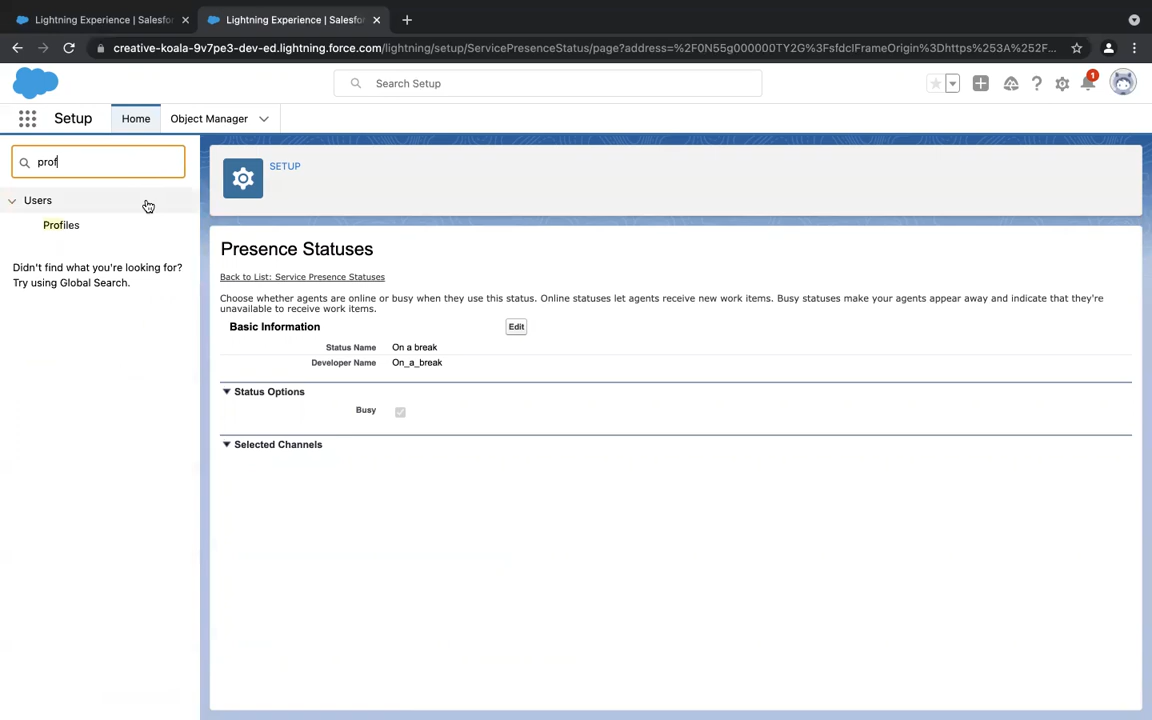 Lightning Experience | Salesfor
Lightning Experience | Salesfo
creative-koala-9v7pe3-dev-ed.lightning.force.com/lightning/setup/ServicePresenceStatus/page?address=%2F0N55g000000TY2G%3FsfdcIFrameOrigin%3Dhttps%253A%252F...
Search Setup
1
Setup
Home
Object Manager
prof
SETUP
Users
Profiles
Didn't find what you're looking for?
Try using Global Search.
Presence Statuses
Back to List: Service Presence Statuses
Choose whether agents are online or busy when they use this status. Online statuses let agents receive new work items. Busy statuses make your agents appear away and indicate that they're
unavailable to receive work items.
Basic Information
Edit
Status Name On a break
Developer Name On_a_break
Status Options
Busy
Selected Channels